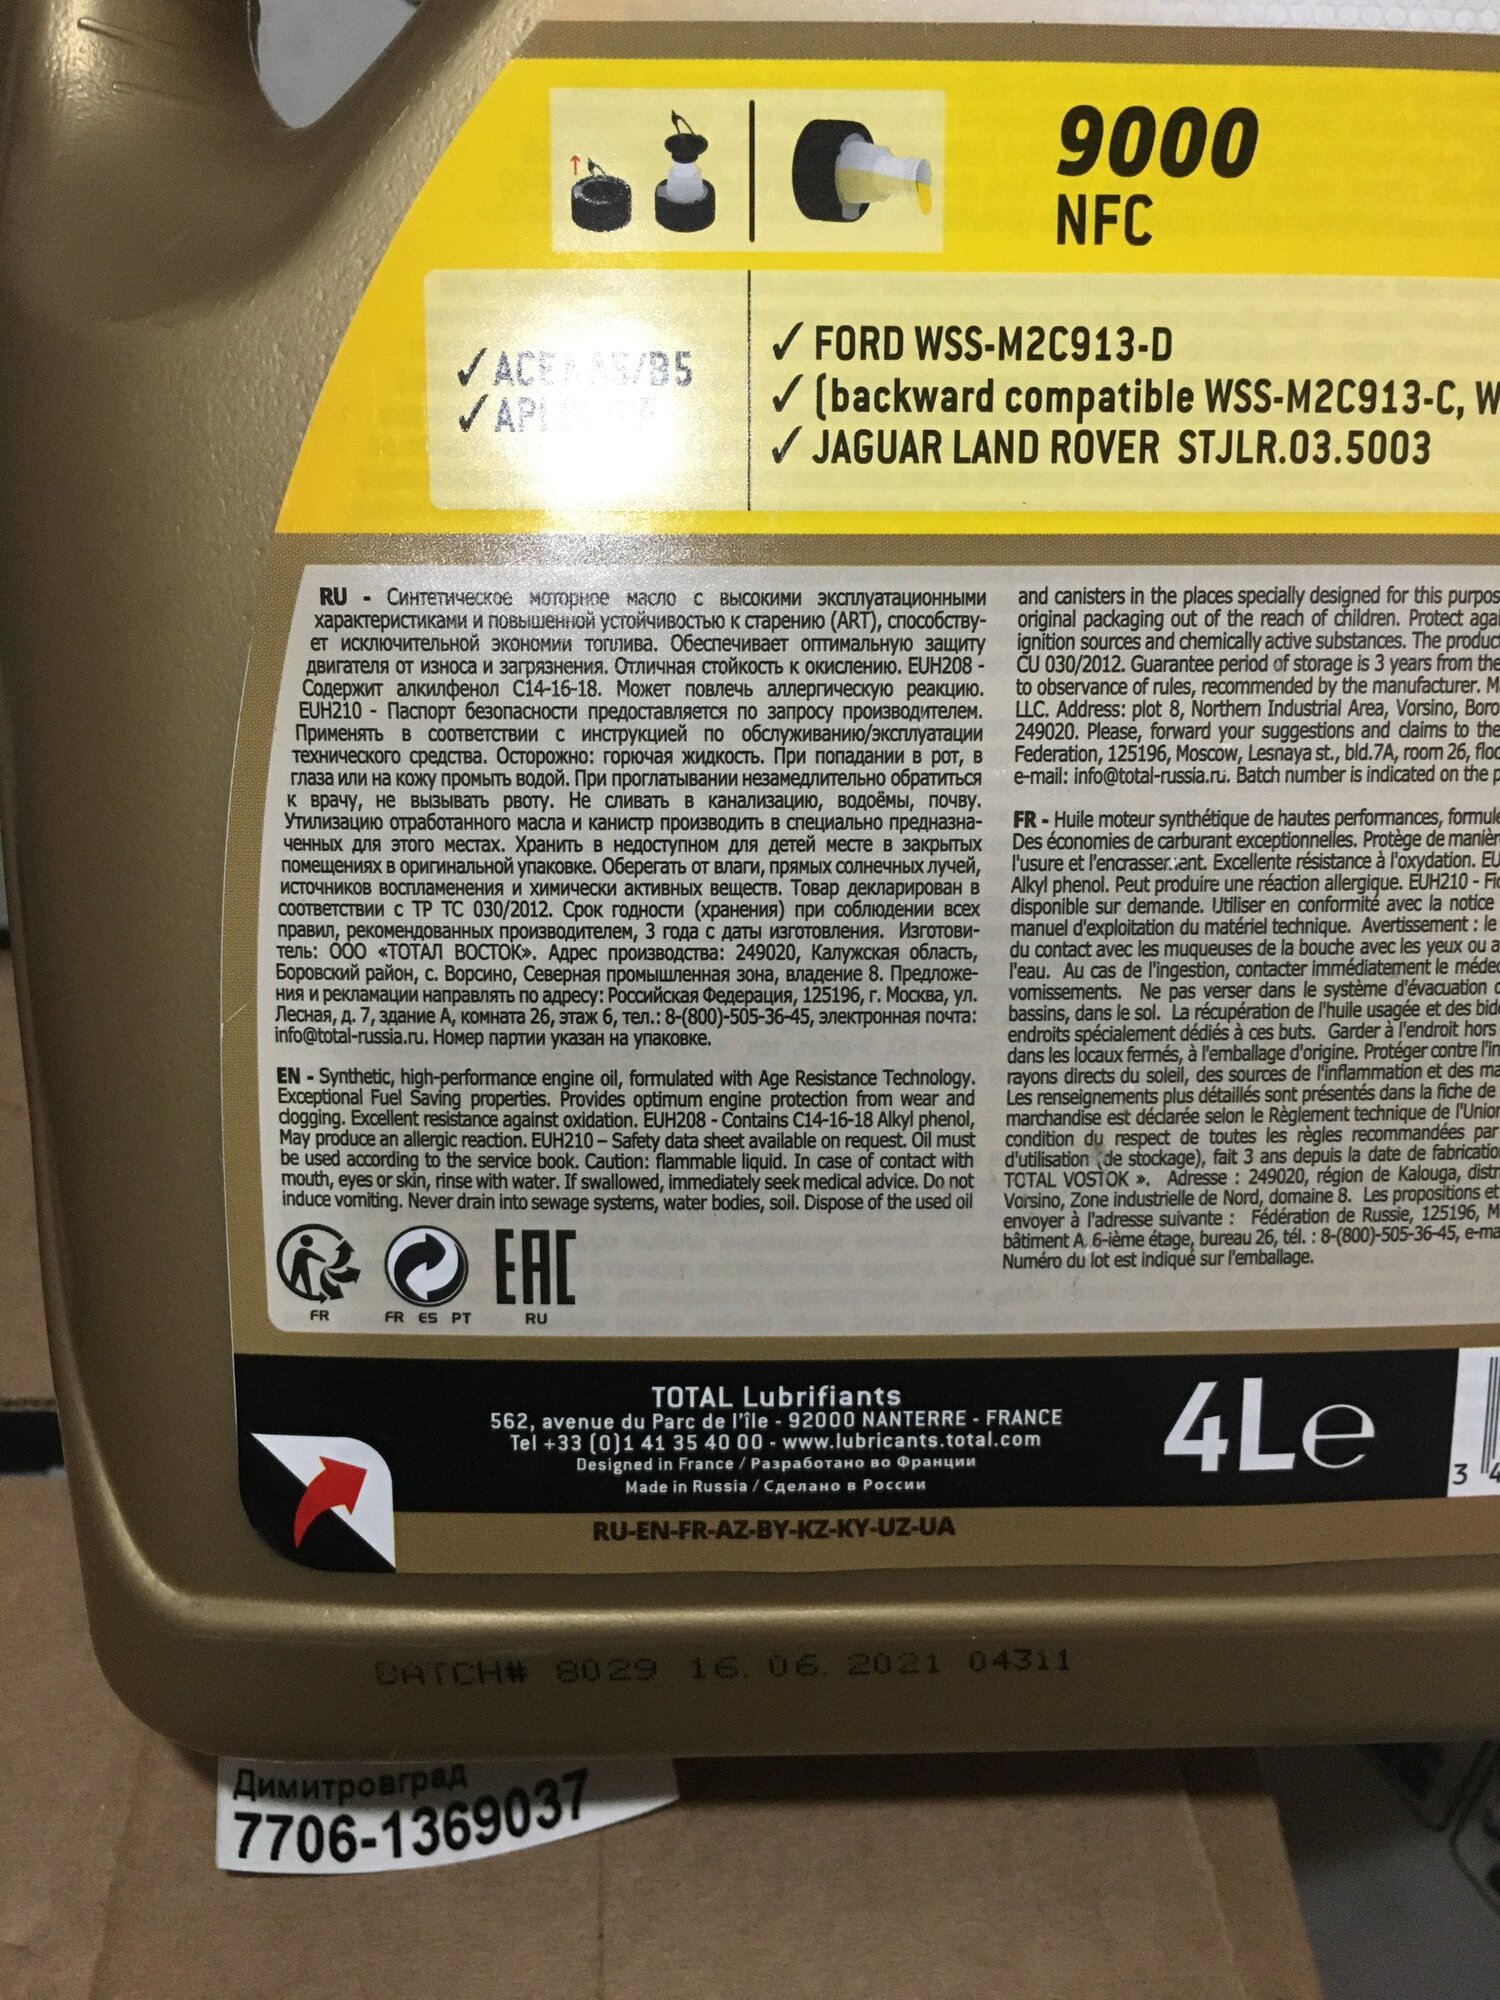 9000
NFC
✓ ACEA A5/B5
✓ API
✓ FORD WSS-M2C913-D
✓ (backward compatible WSS-M2C913-C, W
✓ JAGUAR LAND ROVER STJLR.03.5003
RU - Синтетическое моторное масло с высокими эксплуатационными
характеристиками и повышенной устойчивостью к старению (ART), способству-
ет исключительной экономии топлива. Обеспечивает оптимальную защиту
двигателя от износа и загрязнения. Отличная стойкость к окислению. EUH208 -
Содержит алкилфенол C14-16-18. Может повлечь аллергическую реакцию.
EUH210 - Паспорт безопасности предоставляется по запросу производителем.
Применять в соответствии с инструкцией по обслуживанию/эксплуатации
технического средства. Осторожно: горючая жидкость. При попадании в рот, в
глаза или на кожу промыть водой. При проглатывании незамедлительно обратиться
к врачу, не вызывать рвоту. Не сливать в канализацию, водоёмы, почву.
Утилизацию отработанного масла и канистр производить в специально предназна-
ченных для этого местах. Хранить в недоступном для детей месте в закрытых
помещениях в оригинальной упаковке. Оберегать от влаги, прямых солнечных лучей,
источников воспламенения и химически активных веществ. Товар декларирован в
соответствии с ТР ТС 030/2012. Срок годности (хранения) при соблюдении всех
правил, рекомендованных производителем, 3 года с даты изготовления. Изготови-
тель: ООО «ТОТАЛ ВОСТОК». Адрес производства: 249020, Калужская область,
Боровский район, с. Ворсино, Северная промышленная зона, владение 8. Предложе-
ния и рекламации направлять по адресу: Российская Федерация, 125196, г. Москва, ул.
Лесная, д. 7, здание А, комната 26, этаж 6, тел.: 8-(800)-505-36-45, электронная почта:
info@total-russia.ru. Номер партии указан на упаковке.
EN - Synthetic, high-performance engine oil, formulated with Age Resistance Technology.
Exceptional Fuel Saving properties. Provides optimum engine protection from wear and
clogging. Excellent resistance against oxidation. EUH208 - Contains C14-16-18 Alkyl phenol,
May produce an allergic reaction. EUH210 – Safety data sheet available on request. Oil must
be used according to the service book. Caution: flammable liquid. In case of contact with
mouth, eyes or skin, rinse with water. If swallowed, immediately seek medical advice. Do not
induce vomiting. Never drain into sewage systems, water bodies, soil. Dispose of the used oil
and canisters in the places specially designed for this purpos
original packaging out of the reach of children. Protect agai
ignition sources and chemically active substances. The produc
CU 030/2012. Guarantee period of storage is 3 years from the
to observance of rules, recommended by the manufacturer. M
LLC. Address: plot 8, Northern Industrial Area, Vorsino, Boro
249020. Please, forward your suggestions and claims to the
Federation, 125196, Moscow, Lesnaya st., bld.7A, room 26, floo
e-mail: info@total-russia.ru. Batch number is indicated on the p
FR - Huile moteur synthétique de hautes performances, formule
Des économies de carburant exceptionnelles. Protège de manièr
l'usure et l'encrassement. Excellente résistance à l'oxydation. EU
Alkyl phenol. Peut produire une réaction allergique. EUH210 - Fic
disponible sur demande. Utiliser en conformité avec la notice
manuel d'exploitation du matériel technique. Avertissement : le
du contact avec les muqueuses de la bouche avec les yeux ou a
l'eau. Au cas de l'ingestion, contacter immédiatement le médec
vomissements. Ne pas verser dans le système d'évacuation d
bassins, dans le sol. La récupération de l'huile usagée et des bid
endroits spécialement dédiés à ces buts. Garder à l'endroit hors
dans les locaux fermés, à l'emballage d'origine. Protéger contre l'in
rayons directs du soleil, des sources de l'inflammation et des ma
Les renseignements plus détaillés sont présentés dans la fiche de
marchandise est déclarée selon le Règlement technique de l'Union
condition du respect de toutes les règles recommandées par
d'utilisation (de stockage), fait 3 ans depuis la date de fabricatio
TOTAL VOSTOK ». Adresse : 249020, région de Kalouga, distr
Vorsino, Zone industrielle de Nord, domaine 8. Les propositions et
envoyer à l'adresse suivante : Fédération de Russie, 125196, M
bâtiment A, 6-ième étage, bureau 26, tél. : 8-(800)-505-36-45, e-ma
Numéro du lot est indiqué sur l'emballage.
EAC
FR
FR ES PT
RU
TOTAL Lubrifiants
562, avenue du Parc de l'île - 92000 NANTERRE - FRANCE
Tel +33 (0)1 41 35 40 00 - www.lubricants.total.com
Designed in France / Разработано во Франции
Made in Russia / Сделано в России
4Le
3
RU-EN-FR-AZ-BY-KZ-KY-UZ-UA
BATCH# 8029 16.06.2021 04311
Димитровград
7706-1369037